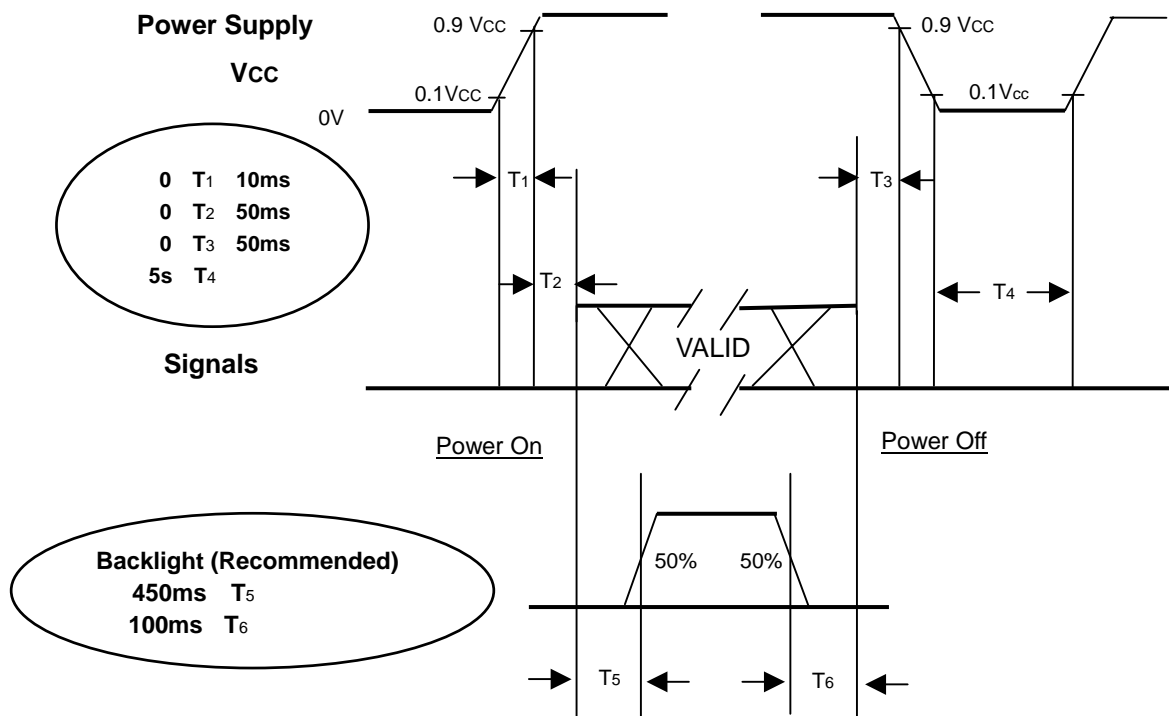 Power Supply
VCC
0.9 VCC
0.9 VCC
0.1VCC
0.1Vcc
0V
0 T1 10ms
0 T2 50ms
0 T3 50ms
5s T4
T1
T3
T2
T4
VALID
Signals
Power On
Power Off
Backlight (Recommended)
450ms T5
100ms T6
50%
50%
T5
T6